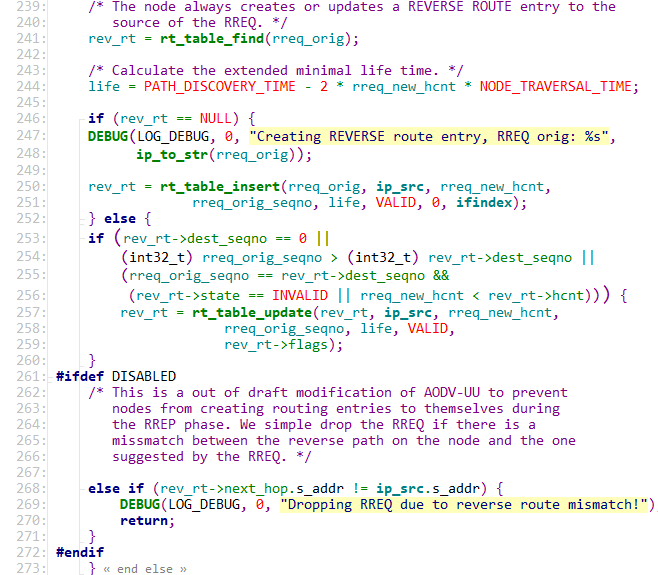 239: /* The node always creates or updates a REVERSE ROUTE entry to the
240: source of the RREQ. */
241: rev_rt = rt_table_find(rreq_orig);
242:
243: /* Calculate the extended minimal life time. */
244: life = PATH_DISCOVERY_TIME - 2 * rreq_new_hcnt * NODE_TRAVERSAL_TIME;
245:
246: if (rev_rt == NULL) {
247: DEBUG(LOG_DEBUG, 0, "Creating REVERSE route entry, RREQ orig: %s",
248: ip_to_str(rreq_orig));
249:
250: rev_rt = rt_table_insert(rreq_orig, ip_src, rreq_new_hcnt,
251: rreq_orig_seqno, life, VALID, 0, ifindex);
252: } else {
253: if (rev_rt->dest_seqno == 0 ||
254: (int32_t) rreq_orig_seqno > (int32_t) rev_rt->dest_seqno ||
255: (rreq_orig_seqno == rev_rt->dest_seqno &&
256: (rev_rt->state == INVALID || rreq_new_hcnt < rev_rt->hcnt))) {
257: rev_rt = rt_table_update(rev_rt, ip_src, rreq_new_hcnt,
258: rreq_orig_seqno, life, VALID,
259: rev_rt->flags);
260: }
261: #ifdef DISABLED
262: /* This is a out of draft modification of AODV-UU to prevent
263: nodes from creating routing entries to themselves during
264: the RREP phase. We simple drop the RREQ if there is a
265: missmatch between the reverse path on the node and the one
266: suggested by the RREQ. */
267:
268: else if (rev_rt->next_hop.s_addr != ip_src.s_addr) {
269: DEBUG(LOG_DEBUG, 0, "Dropping RREQ due to reverse route mismatch!")
270: return;
271: }
272: #endif
273: } « end else »